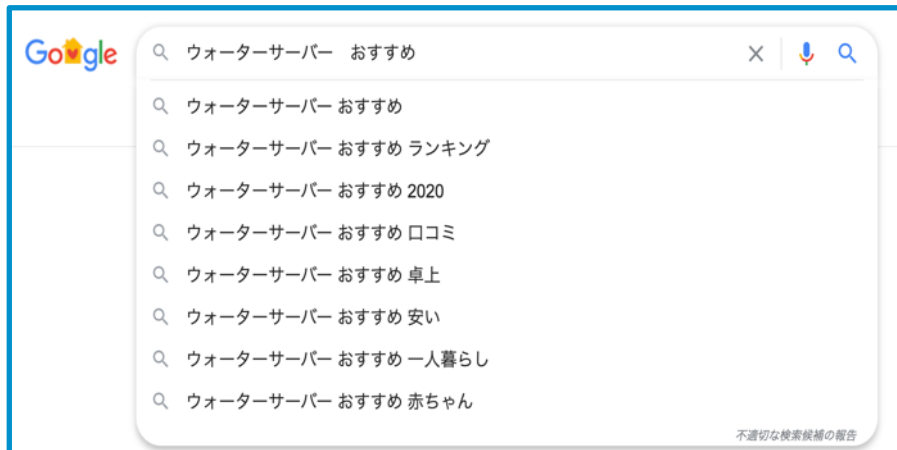 Google
ウォーターサーバー　おすすめ
ウォーターサーバー おすすめ
ウォーターサーバー おすすめ ランキング
ウォーターサーバー おすすめ 2020
ウォーターサーバー おすすめ 口コミ
ウォーターサーバー おすすめ 卓上
ウォーターサーバー おすすめ 安い
ウォーターサーバー おすすめ 一人暮らし
ウォーターサーバー おすすめ 赤ちゃん
不適切な検索候補の報告